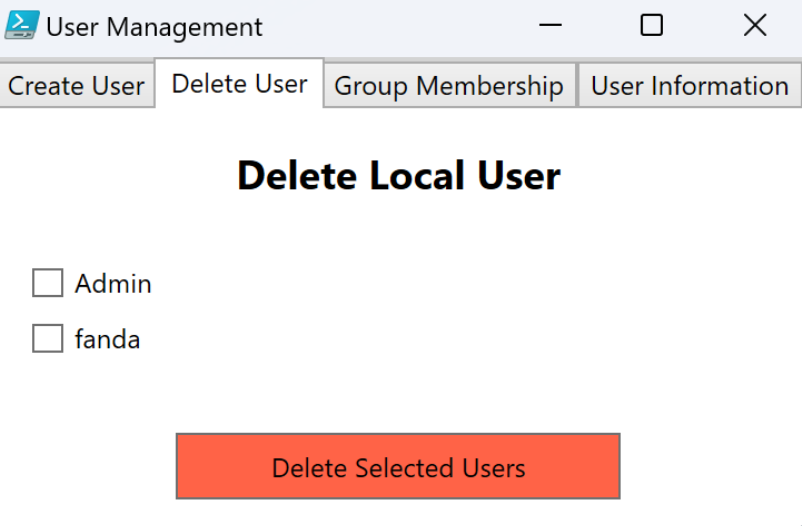 User Management
Create User Delete User Group Membership User Information
Delete Local User
Admin
fanda
Delete Selected Users